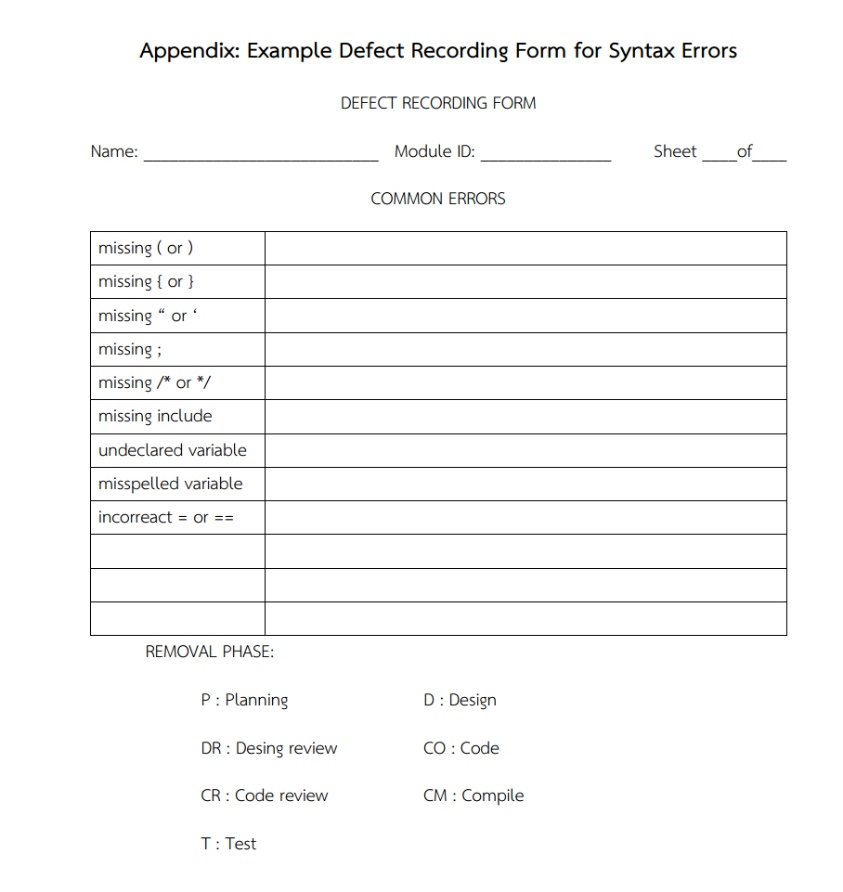 Appendix: Example Defect Recording Form for Syntax Errors
DEFECT RECORDING FORM
Name: ___________________________ Module ID: _______________ Sheet ____of____
COMMON ERRORS
missing ( or )
missing { or }
missing “ or ‘
missing ;
missing /* or */
missing include
undeclared variable
misspelled variable
incorreact = or ==
REMOVAL PHASE:
P : Planning D : Design
DR : Desing review CO : Code
CR : Code review CM : Compile
T : Test